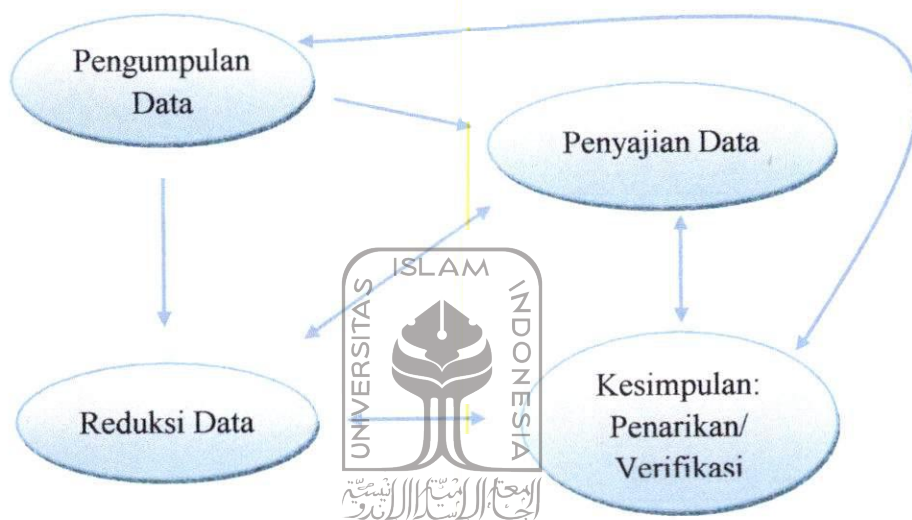 Pengumpulan
Data
Penyajian Data
UNIVERSITAS
ISLAM
INDONESIA
Reduksi Data
Kesimpulan:
Penarikan/
Verifikasi